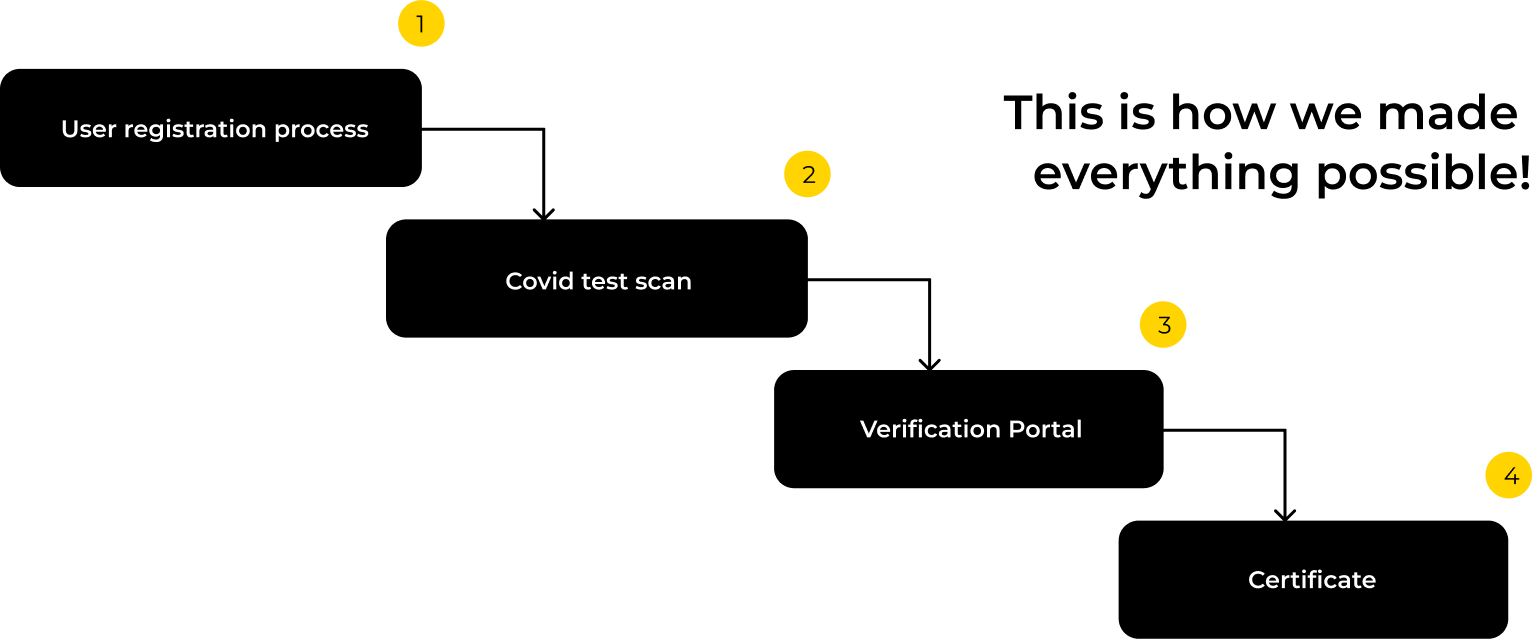 1
User registration process
This is how we made
everything possible!
2
Covid test scan
3
Verification Portal
4
Certificate